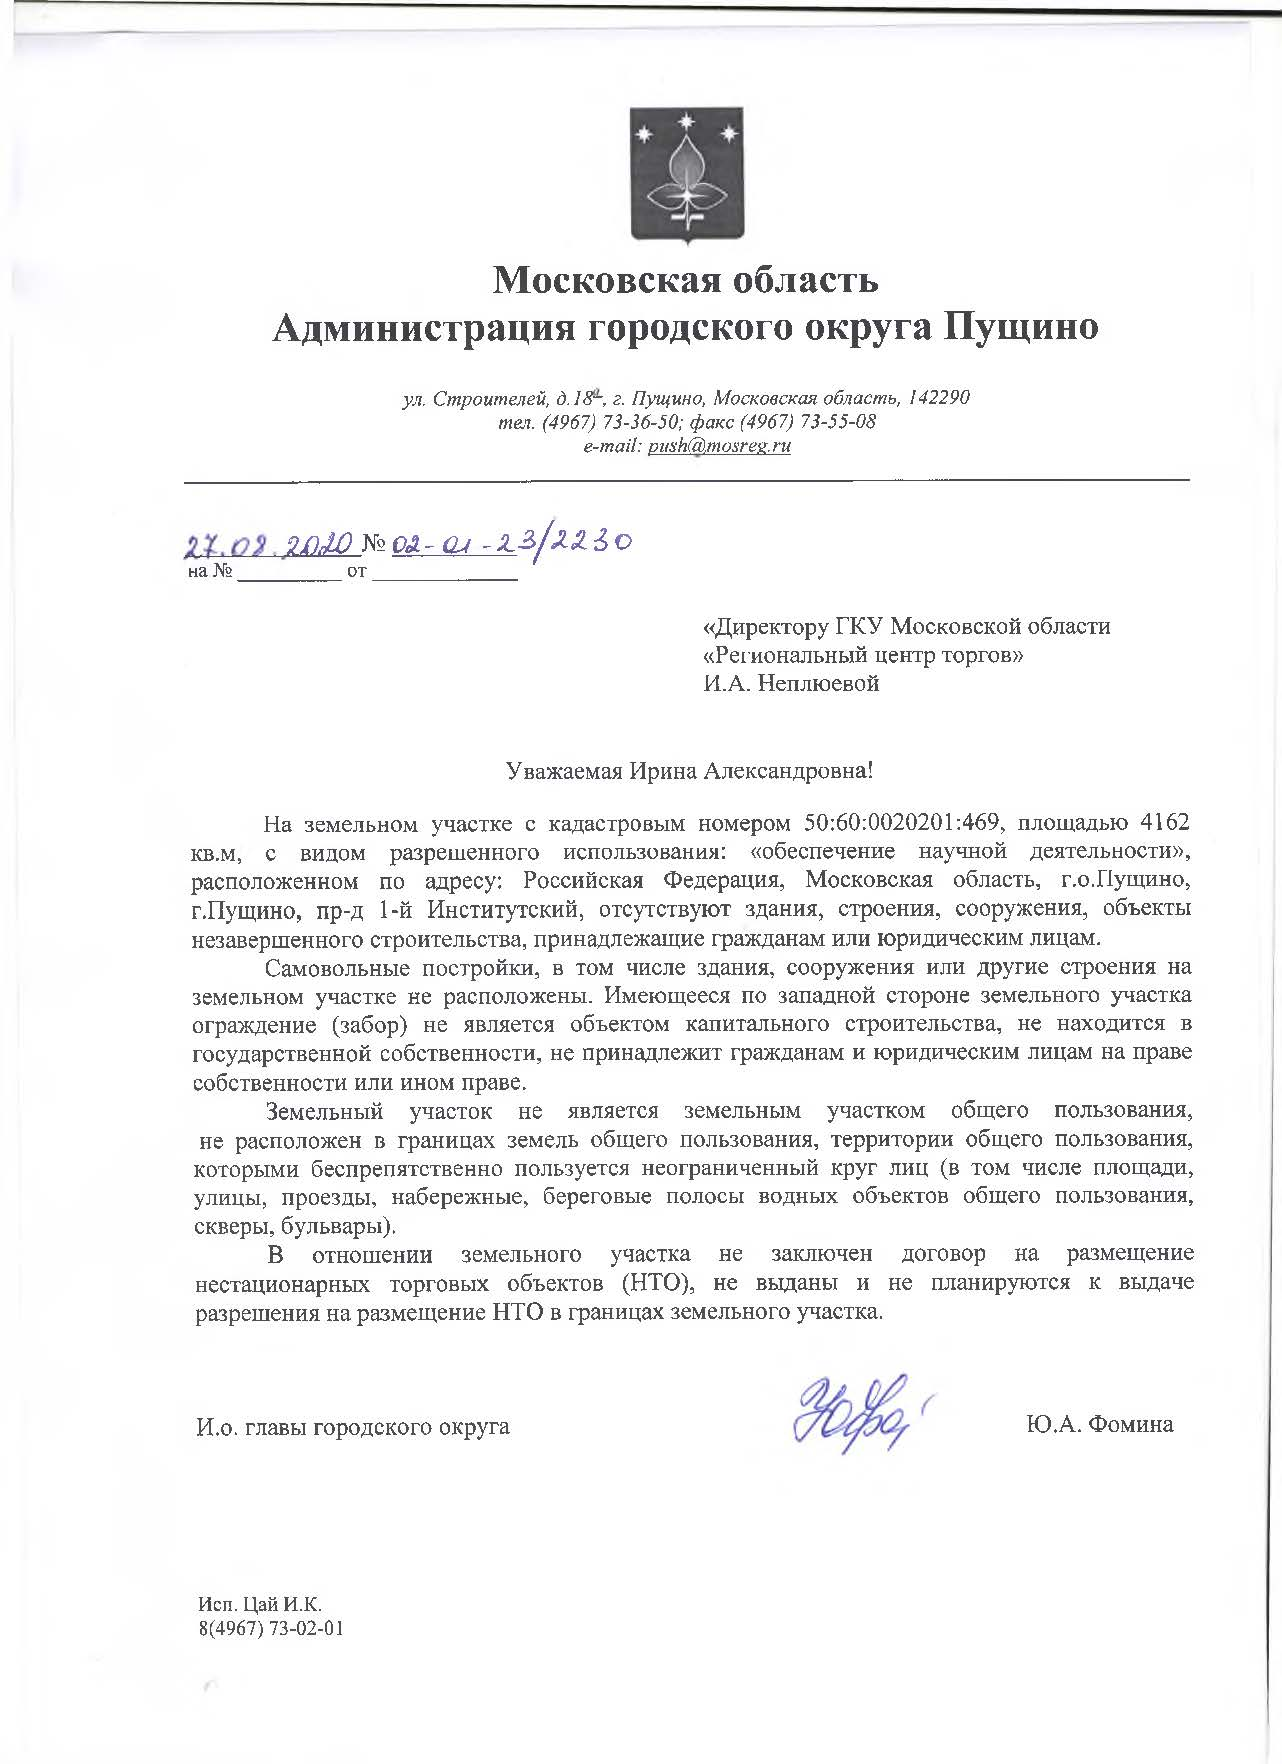 Московская область
Администрация городского округа Пущино
ул. Строителей, д.18ª, г. Пущино, Московская область, 142290
тел. (4967) 73-36-50; факс (4967) 73-55-08
e-mail: push@mosreg.ru
27.08.2020 № 02-01-23/2230
на № __________ от ______________
«Директору ГКУ Московской области
«Региональный центр торгов»
И.А. Неплюевой
Уважаемая Ирина Александровна!
На земельном участке с кадастровым номером 50:60:0020201:469, площадью 4162
кв.м, с видом разрешенного использования: «обеспечение научной деятельности»,
расположенном по адресу: Российская Федерация, Московская область, г.о.Пущино,
г.Пущино, пр-д 1-й Институтский, отсутствуют здания, строения, сооружения, объекты
незавершенного строительства, принадлежащие гражданам или юридическим лицам.
Самовольные постройки, в том числе здания, сооружения или другие строения на
земельном участке не расположены. Имеющееся по западной стороне земельного участка
ограждение (забор) не является объектом капитального строительства, не находится в
государственной собственности, не принадлежит гражданам и юридическим лицам на праве
собственности или ином праве.
Земельный участок не является земельным участком общего пользования,
не расположен в границах земель общего пользования, территории общего пользования,
которыми беспрепятственно пользуется неограниченный круг лиц (в том числе площади,
улицы, проезды, набережные, береговые полосы водных объектов общего пользования,
скверы, бульвары).
В отношении земельного участка не заключен договор на размещение
нестационарных торговых объектов (НТО), не выданы и не планируются к выдаче
разрешения на размещение НТО в границах земельного участка.
И.о. главы городского округа Ю.А. Фомина
Исп. Цай И.К.
8(4967) 73-02-01